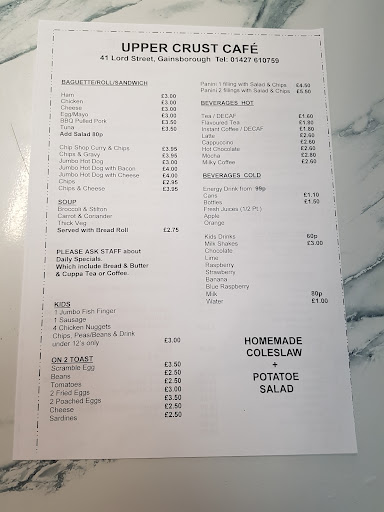 UPPER CRUST CAFÉ
41 Lord Street, Gainsborough Tel: 01427 610759
BAGUETTE/ROLL/SANDWICH
Ham £3.00
Chicken £3.00
Cheese £3.00
Egg/Mayo £3.00
BBQ Pulled Pork £3.50
Tuna £3.50
Add Salad 80p
Chip Shop Curry & Chips £3.95
Chips & Gravy £3.95
Jumbo Hot Dog £3.95
Jumbo Hot Dog with Bacon £4.00
Jumbo Hot Dog with Cheese £4.00
Chips £2.95
Chips & Cheese £3.95
SOUP
Broccoli & Stilton
Carrot & Coriander
Thick Veg
Served with Bread Roll £2.75
PLEASE ASK STAFF about
Daily Specials.
Which include Bread & Butter
& Cuppa Tea or Coffee.
KIDS
1 Jumbo Fish Finger
1 Sausage
4 Chicken Nuggets
Chips, Peas/Beans & Drink
under 12's only £3.00
ON 2 TOAST
Scramble Egg £3.50
Beans £2.50
Tomatoes £2.50
2 Fried Eggs £3.00
2 Poached Eggs £3.50
Cheese £2.50
Sardines £2.50
Panini 1 filling with Salad & Chips £4.50
Panini 2 fillings with Salad & Chips £5.50
BEVERAGES HOT
Tea / DECAF £1.60
Flavoured Tea £1.80
Instant Coffee / DECAF £1.80
Latte £2.60
Cappuccino £2.60
Hot Chocolate £2.60
Mocha £2.80
Milky Coffee £2.60
BEVERAGES COLD
Energy Drink from 99p
Cans £1.10
Bottles £1.50
Fresh Juices (1/2 Pt.)
Apple
Orange
Kids Drinks 60p
Milk Shakes £3.00
Chocolate
Lime
Raspberry
Strawberry
Banana
Blue Raspberry
Milk 80p
Water £1.00
HOMEMADE
COLESLAW
+
POTATOE
SALAD